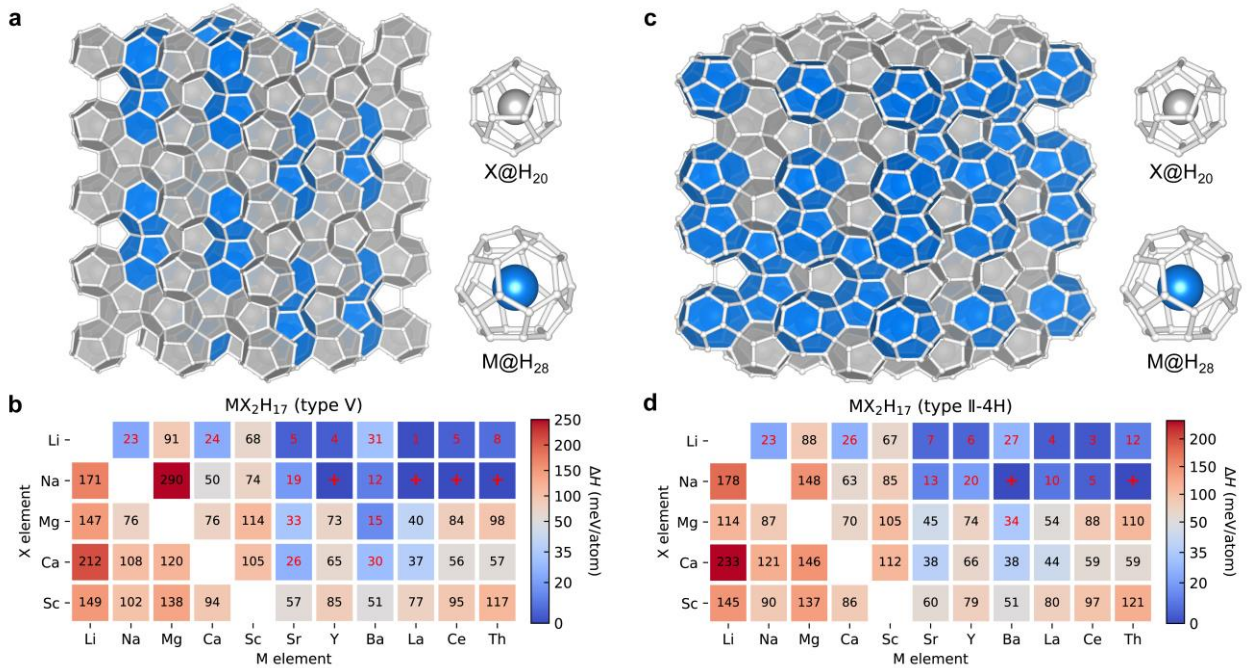 a
X@H₂₀
M@H₂₈
c
X@H₂₀
M@H₂₈
b
MX₂H₁₇ (type V)
Li 23 91 24 68 5 4 31 1 5 8
Na 171 290 50 74 19 + 12 + + +
Mg 147 76 76 114 33 73 15 40 84 98
Ca 212 108 120 105 26 65 30 37 56 57
Sc 149 102 138 94 57 85 51 77 95 117
Li Na Mg Ca Sc Sr Y Ba La Ce Th
M element
X element
250
200
150
100
50
35
20
0
ΔH (meV/atom)
d
MX₂H₁₇ (type II-4H)
Li 23 88 26 67 7 6 27 4 3 12
Na 178 148 63 85 13 20 + 10 5 +
Mg 114 87 70 105 45 74 34 54 88 110
Ca 233 121 146 112 38 66 38 44 59 59
Sc 145 90 137 86 60 79 51 80 97 121
Li Na Mg Ca Sc Sr Y Ba La Ce Th
M element
X element
200
150
100
50
35
20
0
ΔH (meV/atom)